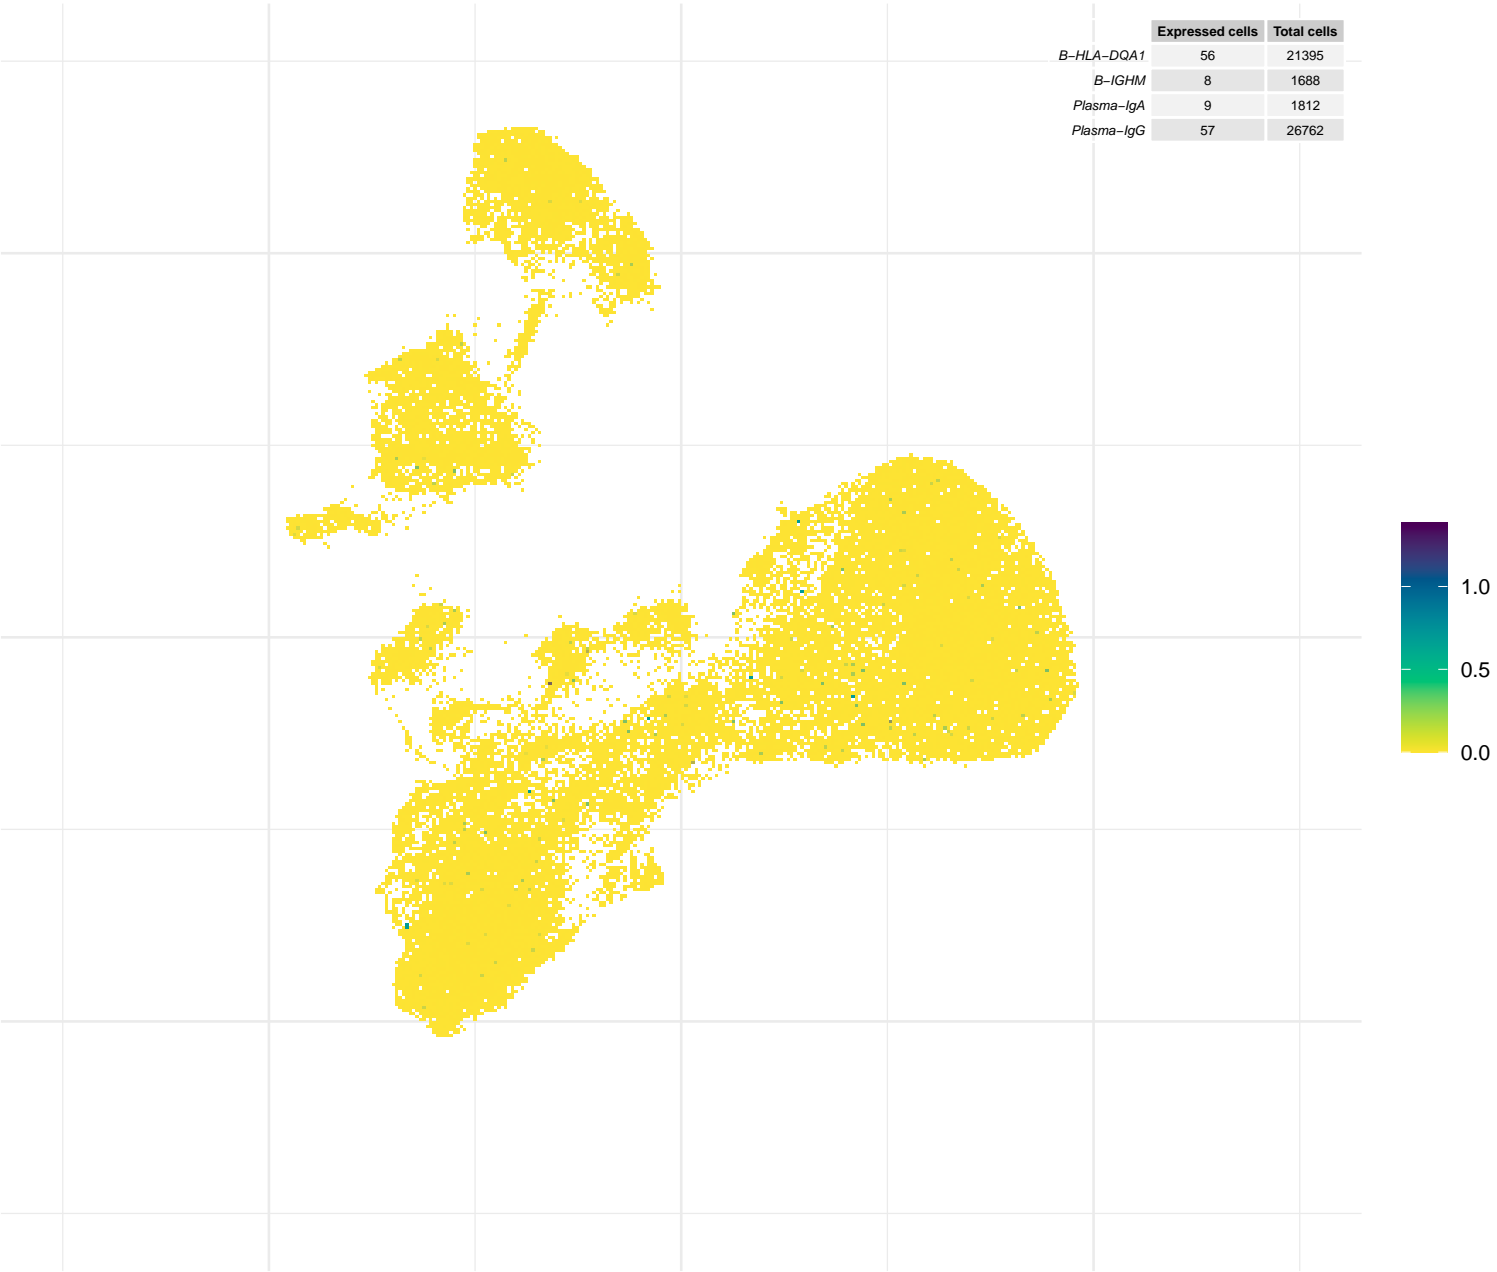 Expressed cells Total cells
B−HLA−DQA1 56 21395
B−IGHM 8 1688
Plasma−IgA 9 1812
Plasma−IgG 57 26762
1.0
0.5
0.0